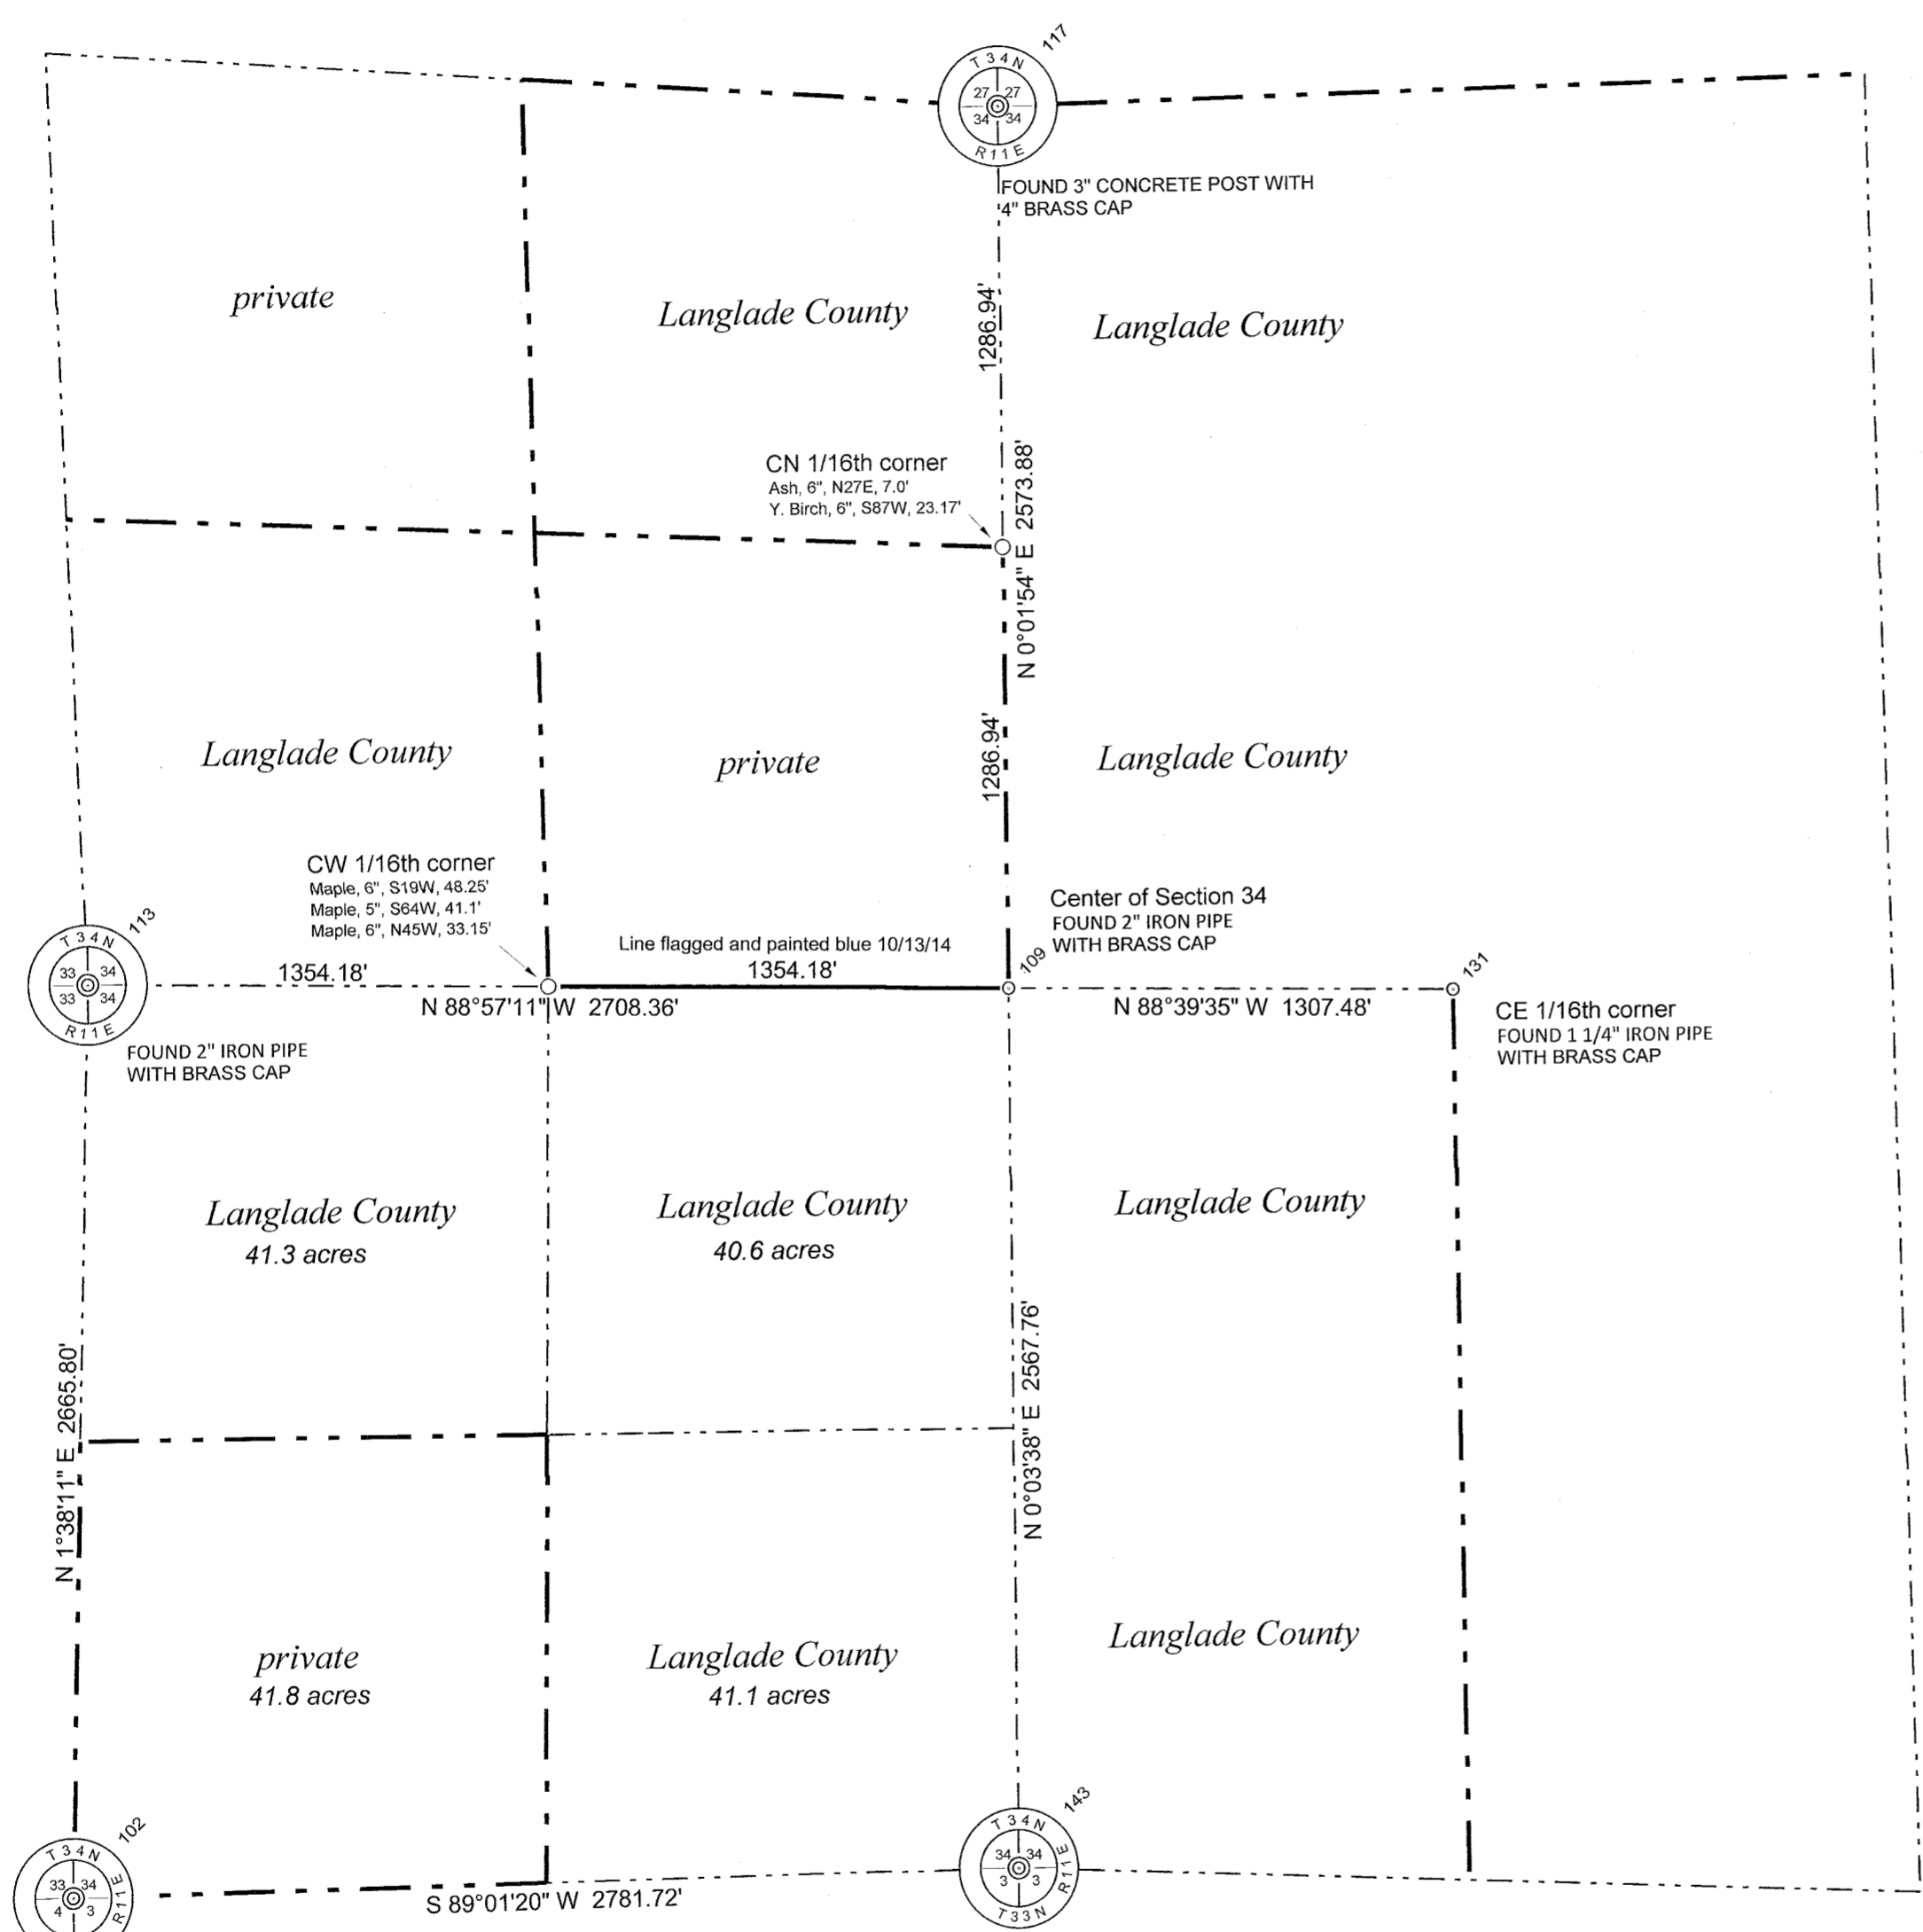 117
T34N
27 27
34 34
R11E
FOUND 3" CONCRETE POST WITH
4" BRASS CAP
private
Langlade County
Langlade County
1286.94'
CN 1/16th corner
Ash, 6", N27E, 7.0'
Y. Birch, 6", S87W, 23.17'
N 0°01'54" E 2573.88'
1286.94'
Langlade County
private
Langlade County
CW 1/16th corner
Maple, 6", S19W, 48.25'
Maple, 5", S64W, 41.1'
Maple, 6", N45W, 33.15'
Center of Section 34
FOUND 2" IRON PIPE
WITH BRASS CAP
113
T34N
33 34
33 34
R11E
1354.18'
Line flagged and painted blue 10/13/14
1354.18'
109
131
N 88°57'11" W 2708.36'
N 88°39'35" W 1307.48'
CE 1/16th corner
FOUND 1 1/4" IRON PIPE
WITH BRASS CAP
FOUND 2" IRON PIPE
WITH BRASS CAP
Langlade County
41.3 acres
Langlade County
40.6 acres
Langlade County
N 1°38'11" E 2665.80'
N 0°03'38" E 2567.76'
private
41.8 acres
Langlade County
41.1 acres
Langlade County
102
T34N
33 34
4 3
R11E
143
T34N
34 34
3 3
R11E
T33N
S 89°01'20" W 2781.72'